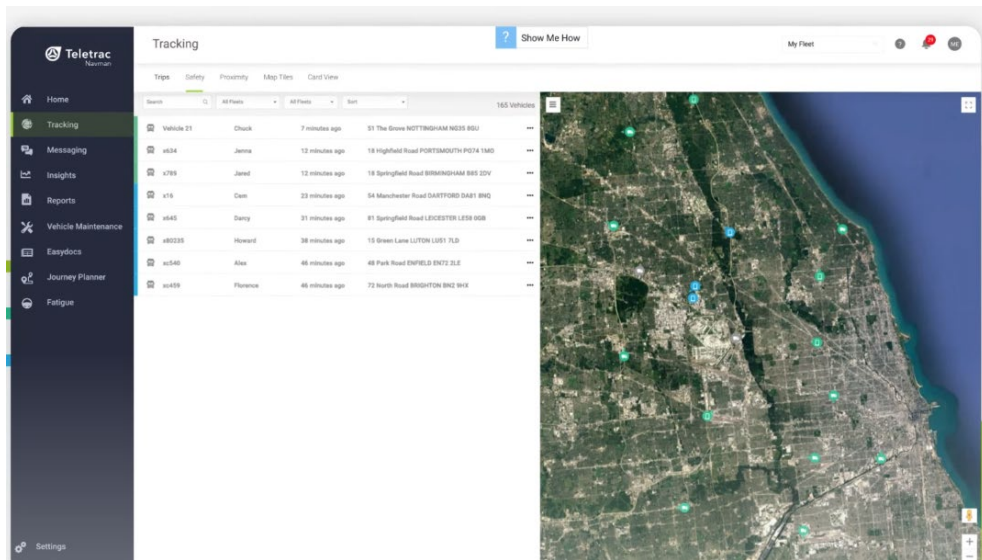 Teletrac
Navman
Tracking
? Show Me How
My Fleet
?
ME
Trips Safety Proximity Map Tiles Card View
Search All Fleets All Fleets Sort 165 Vehicles
Home
Tracking
Messaging
Insights
Reports
Vehicle Maintenance
Easydocs
Journey Planner
Fatigue
Settings
Vehicle 21 Chuck 7 minutes ago 51 The Grove NOTTINGHAM NG35 8GU
x634 Jenna 12 minutes ago 18 Highfield Road PORTSMOUTH PO74 1MO
x789 Jared 12 minutes ago 18 Springfield Road BIRMINGHAM B85 2DV
x16 Cam 23 minutes ago 54 Manchester Road DARTFORD DA81 8NQ
x645 Darcy 31 minutes ago 81 Springfield Road LEICESTER LE58 0GB
x80235 Howard 38 minutes ago 15 Green Lane LUTON LU51 7LD
xc540 Alex 46 minutes ago 48 Park Road ENFIELD EN72 2LE
xc459 Florence 46 minutes ago 72 North Road BRIGHTON BN2 9HX